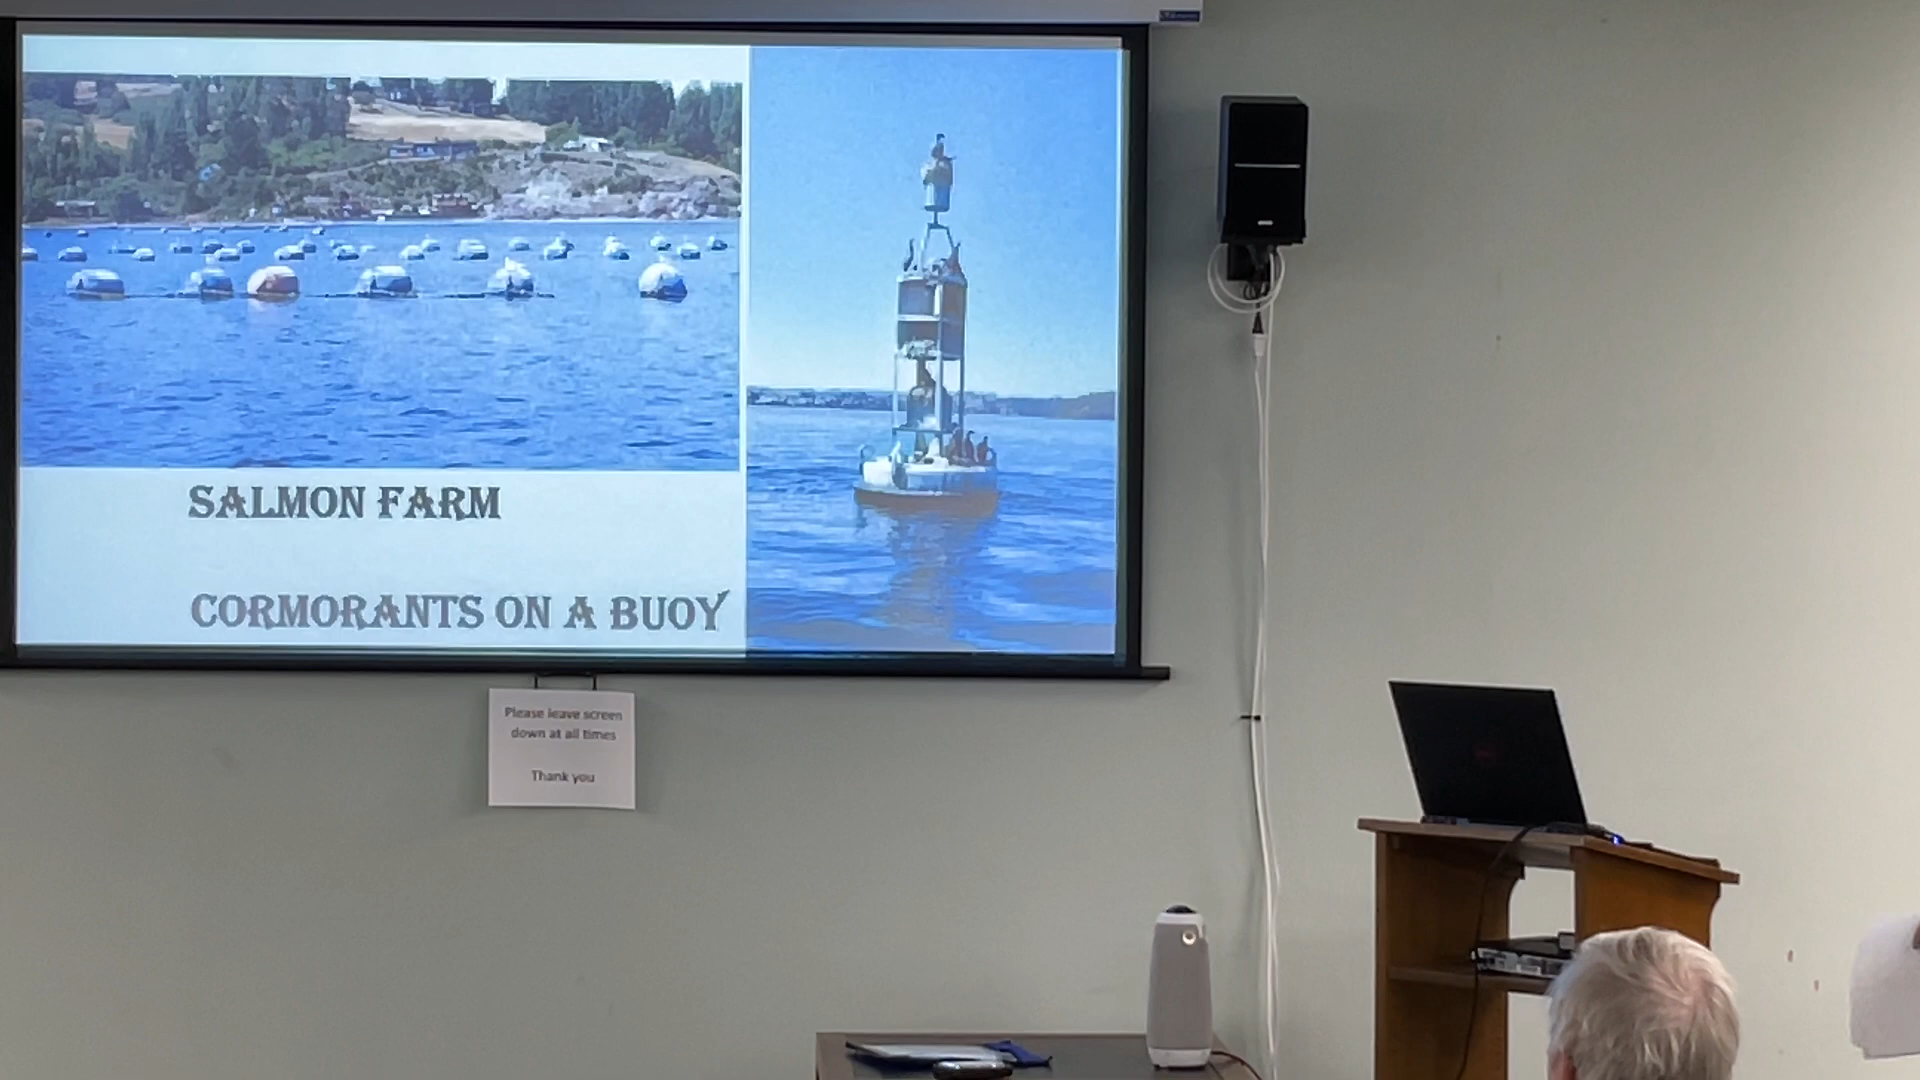 SALMON FARM
CORMORANTS ON A BUOY
Please leave screen
down at all times
Thank you